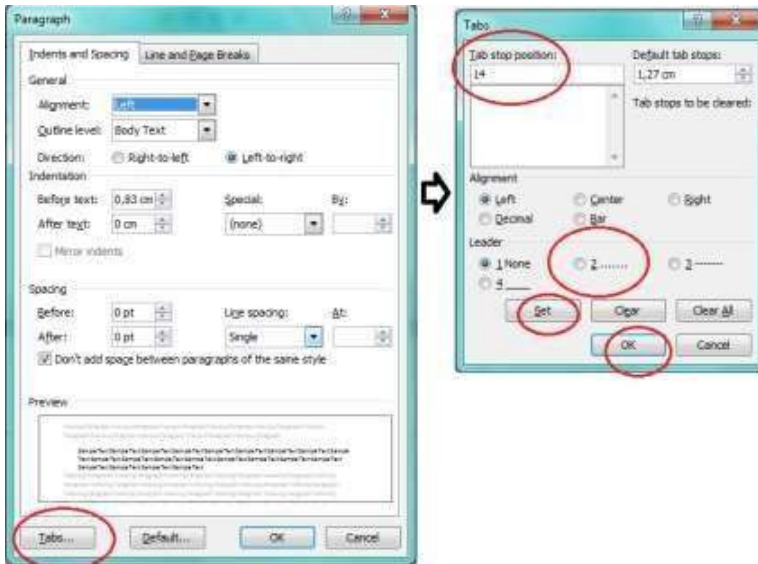 Paragraph
Indents and Spacing Line and Page Breaks
General
Alignment: Left
Outline level: Body Text
Direction: Right-to-left Left-to-right
Indentation
Before text: 0,83 cm Special: By:
After text: 0 cm (none)
Mirror indents
Spacing
Before: 0 pt Line spacing: At:
After: 0 pt Single
Don't add space between paragraphs of the same style
Preview
Tabs... Default... OK Cancel
Tabs
Tab stop position: Default tab stops:
14 1,27 cm
Tab stops to be cleared:
Alignment
Left Center Right
Decimal Bar
Leader
1 None 2 ....... 3 -------
4 ____
Set Clear Clear All
OK Cancel